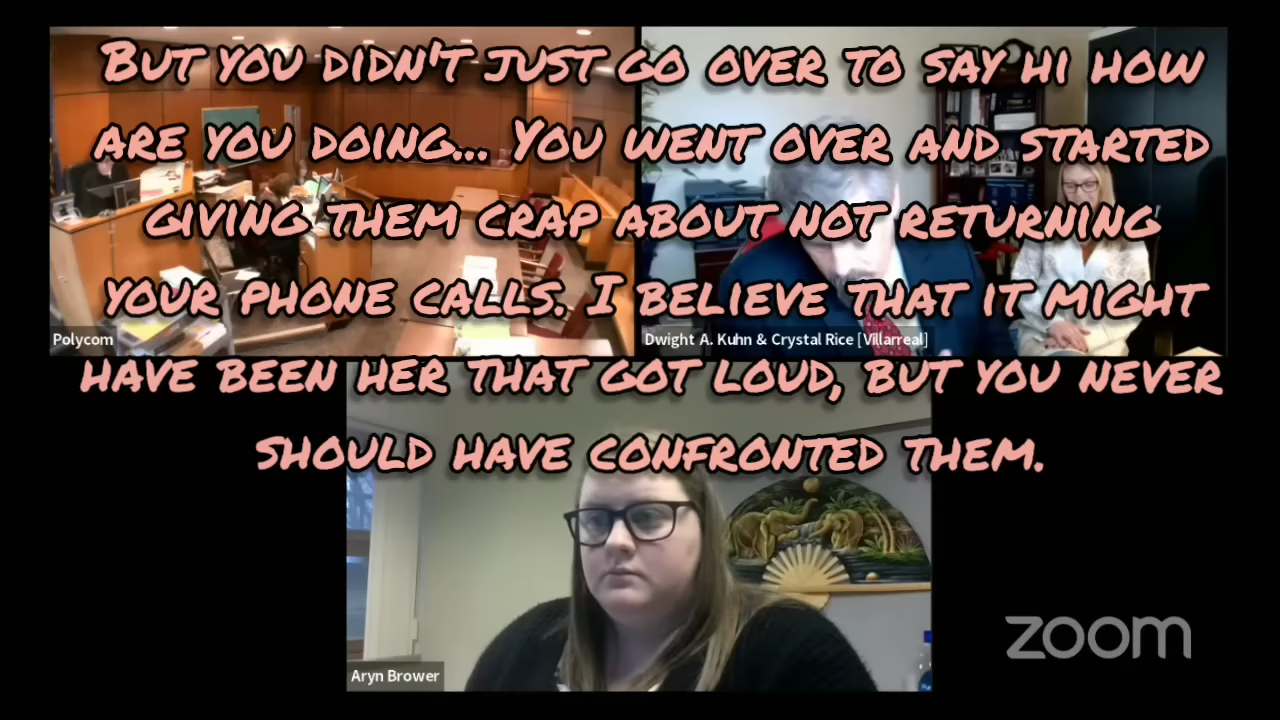 But you didn't just go over to say hi how
are you doing... You went over and started
giving them crap about not returning
your phone calls. I believe that it might
have been her that got loud, but you never
should have confronted them.
Polycom
Dwight A. Kuhn & Crystal Rice [Villarreal]
Aryn Brower
zoom